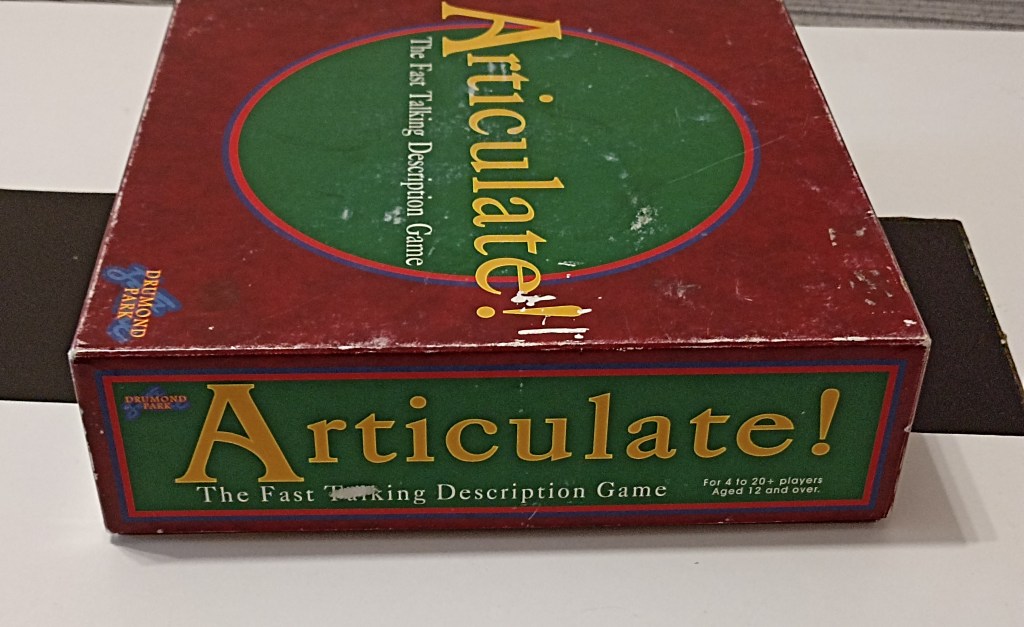 Articulate!
The Fast Talking Description Game
DRUMOND
PARK
DRUMOND
PARK
Articulate!
The Fast Talking Description Game
For 4 to 20+ players
Aged 12 and over.